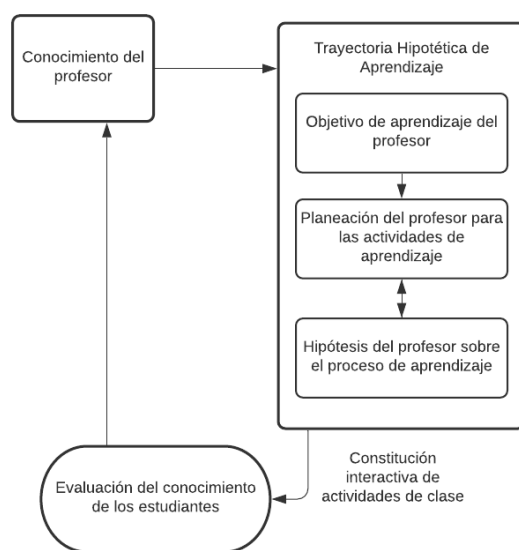 Conocimiento del
profesor
Trayectoria Hipotética de
Aprendizaje
Objetivo de aprendizaje del
profesor
Planeación del profesor para
las actividades de
aprendizaje
Hipótesis del profesor sobre
el proceso de aprendizaje
Constitución
interactiva de
actividades de clase
Evaluación del conocimiento
de los estudiantes